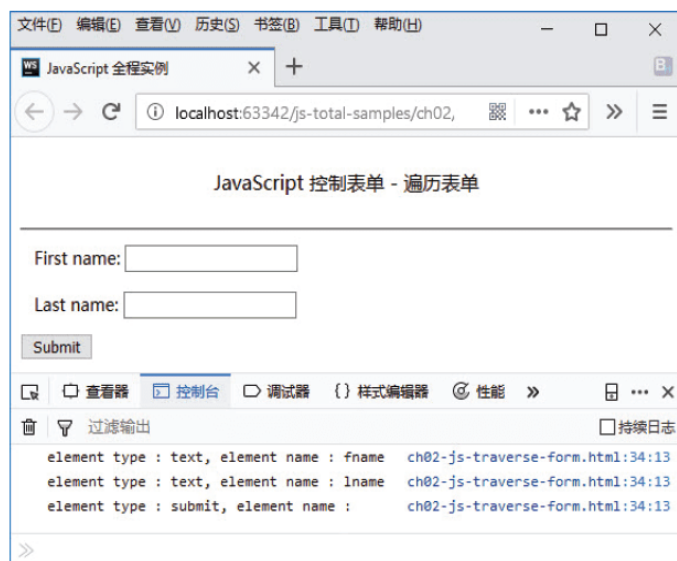 文件(F) 编辑(E) 查看(V) 历史(S) 书签(B) 工具(T) 帮助(H)
WS JavaScript 全程实例
B
localhost:63342/js-total-samples/ch02,
JavaScript 控制表单 - 遍历表单
First name:
Last name:
Submit
查看器 控制台 调试器 {} 样式编辑器 性能
过滤输出 持续日志
element type : text, element name : fname ch02-js-traverse-form.html:34:13
element type : text, element name : lname ch02-js-traverse-form.html:34:13
element type : submit, element name : ch02-js-traverse-form.html:34:13